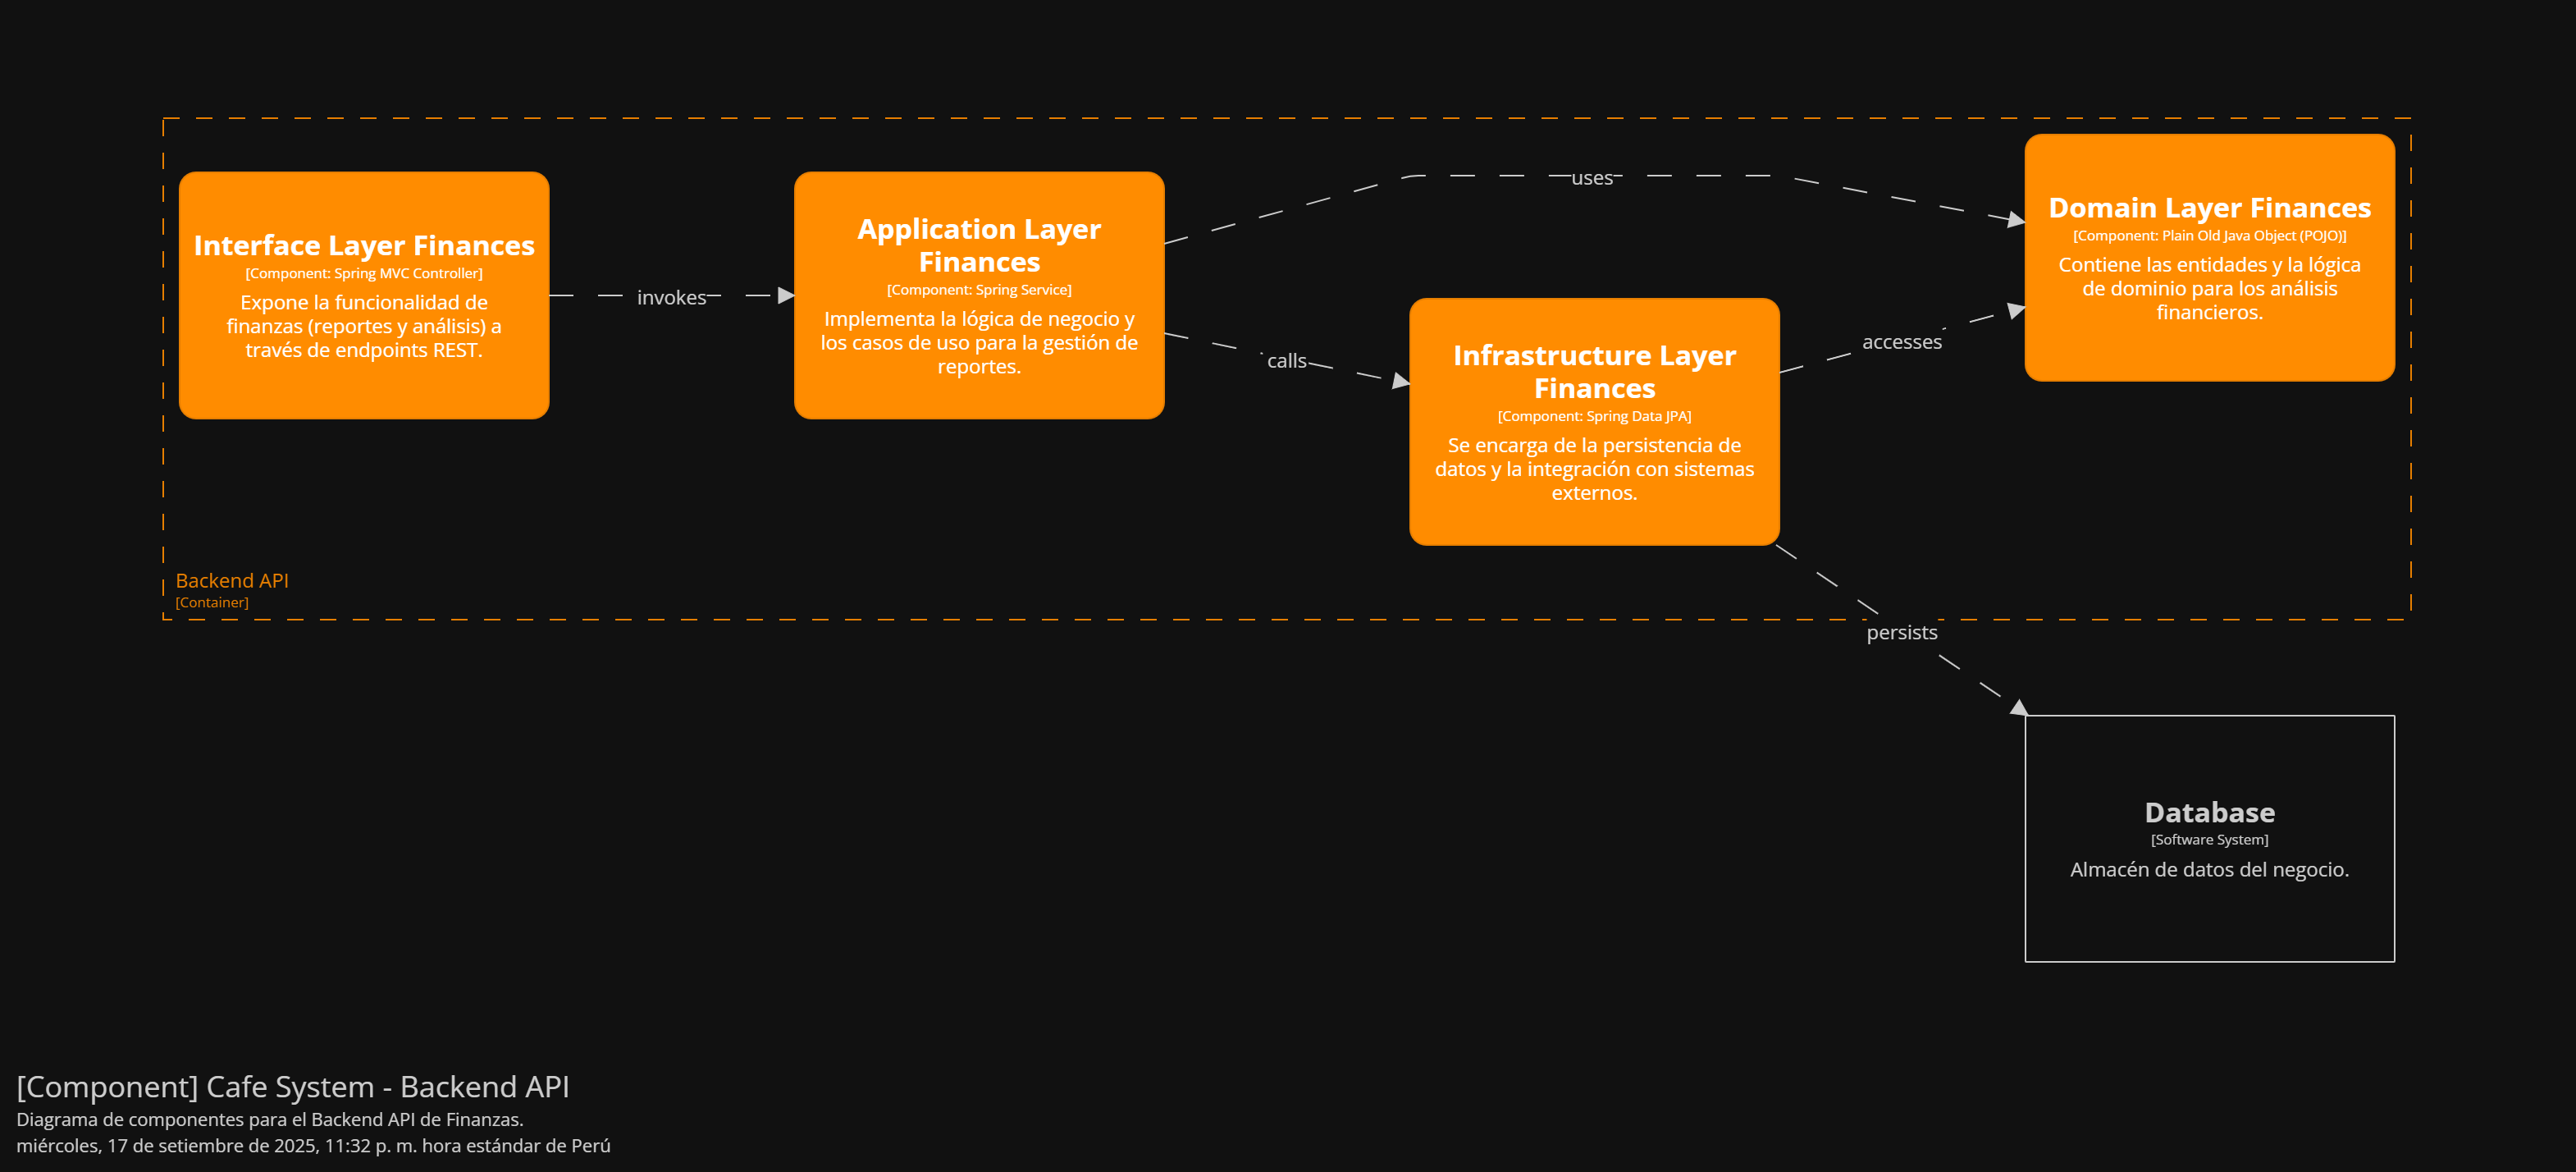 Interface Layer Finances
[Component: Spring MVC Controller]
Expone la funcionalidad de
finanzas (reportes y análisis) a
través de endpoints REST.
invokes
Application Layer
Finances
[Component: Spring Service]
Implementa la lógica de negocio y
los casos de uso para la gestión de
reportes.
uses
calls
Infrastructure Layer
Finances
[Component: Spring Data JPA]
Se encarga de la persistencia de
datos y la integración con sistemas
externos.
accesses
Domain Layer Finances
[Component: Plain Old Java Object (POJO)]
Contiene las entidades y la lógica
de dominio para los análisis
financieros.
Backend API
[Container]
persists
Database
[Software System]
Almacén de datos del negocio.
[Component] Cafe System - Backend API
Diagrama de componentes para el Backend API de Finanzas.
miércoles, 17 de setiembre de 2025, 11:32 p. m. hora estándar de Perú